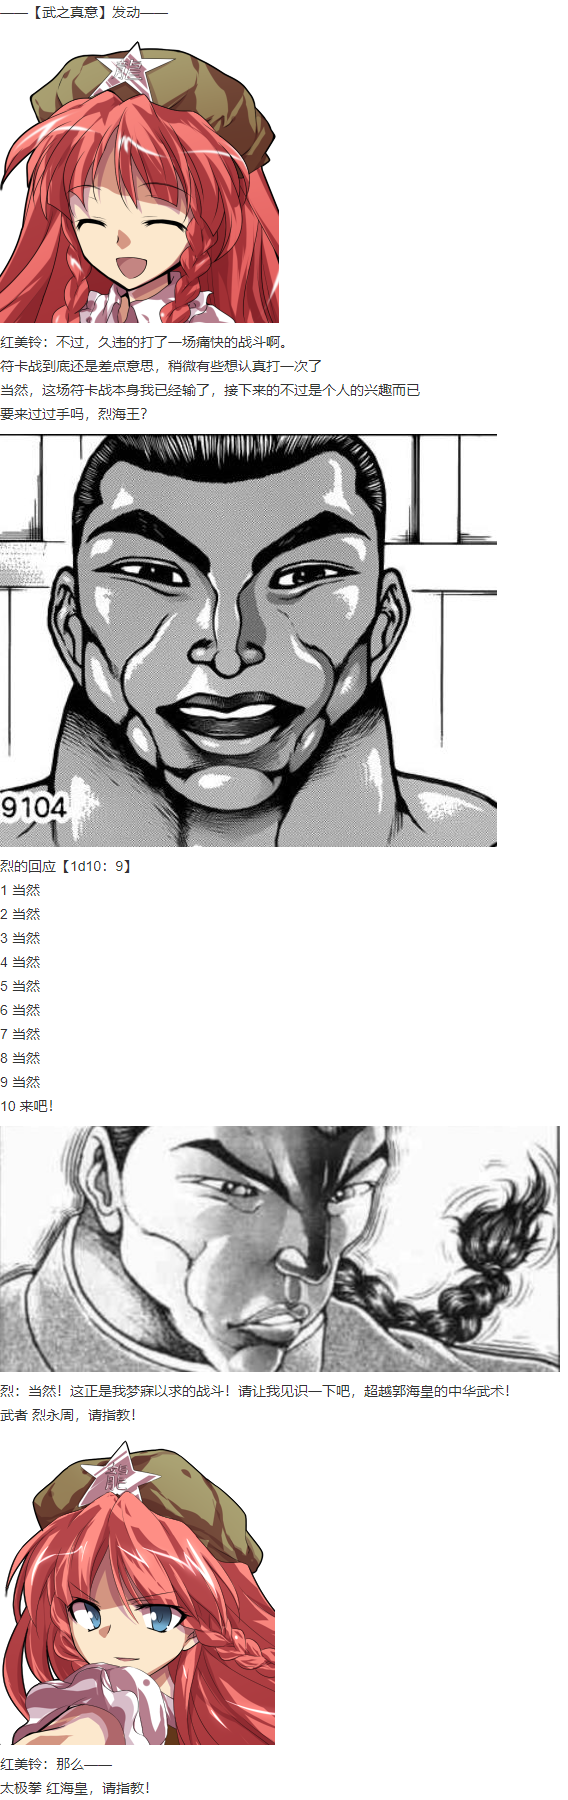 ——【武之真意】发动——
龍
红美铃：不过，久违的打了一场痛快的战斗啊。
符卡战到底还是差点意思，稍微有些想认真打一次了
当然，这场符卡战本身我已经输了，接下来的不过是个人的兴趣而已
要来过过手吗，烈海王？
9104
烈的回应【1d10：9】
1 当然
2 当然
3 当然
4 当然
5 当然
6 当然
7 当然
8 当然
9 当然
10 来吧！
烈：当然！这正是我梦寐以求的战斗！请让我见识一下吧，超越郭海皇的中华武术！
武者 烈永周，请指教！
龍
红美铃：那么——
太极拳 红海皇，请指教！